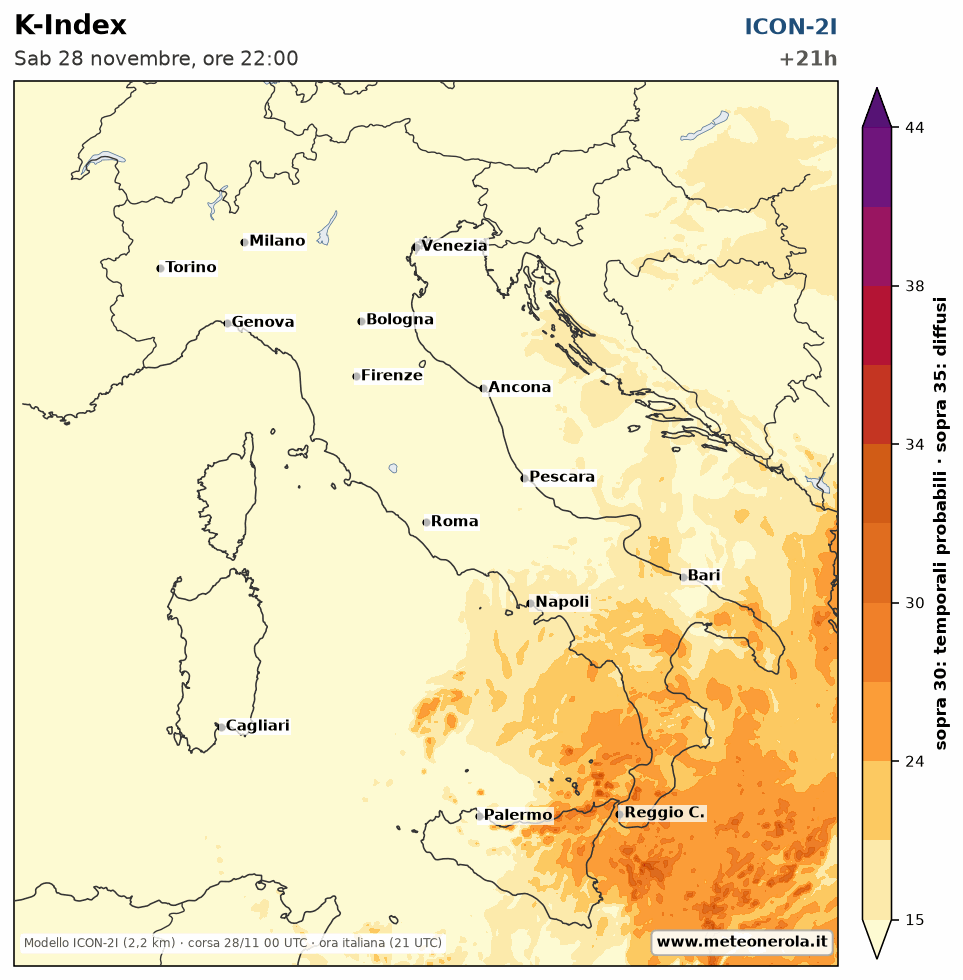 K-Index
ICON-2I
Sab 28 novembre, ore 22:00
+21h
Milano
Venezia
Torino
Genova
Bologna
Firenze
Ancona
Pescara
Roma
Bari
Napoli
Cagliari
Palermo
Reggio C.
44
38
34
30
24
15
sopra 30: temporali probabili · sopra 35: diffusi
Modello ICON-2I (2,2 km) · corsa 28/11 00 UTC · ora italiana (21 UTC)
www.meteonerola.it